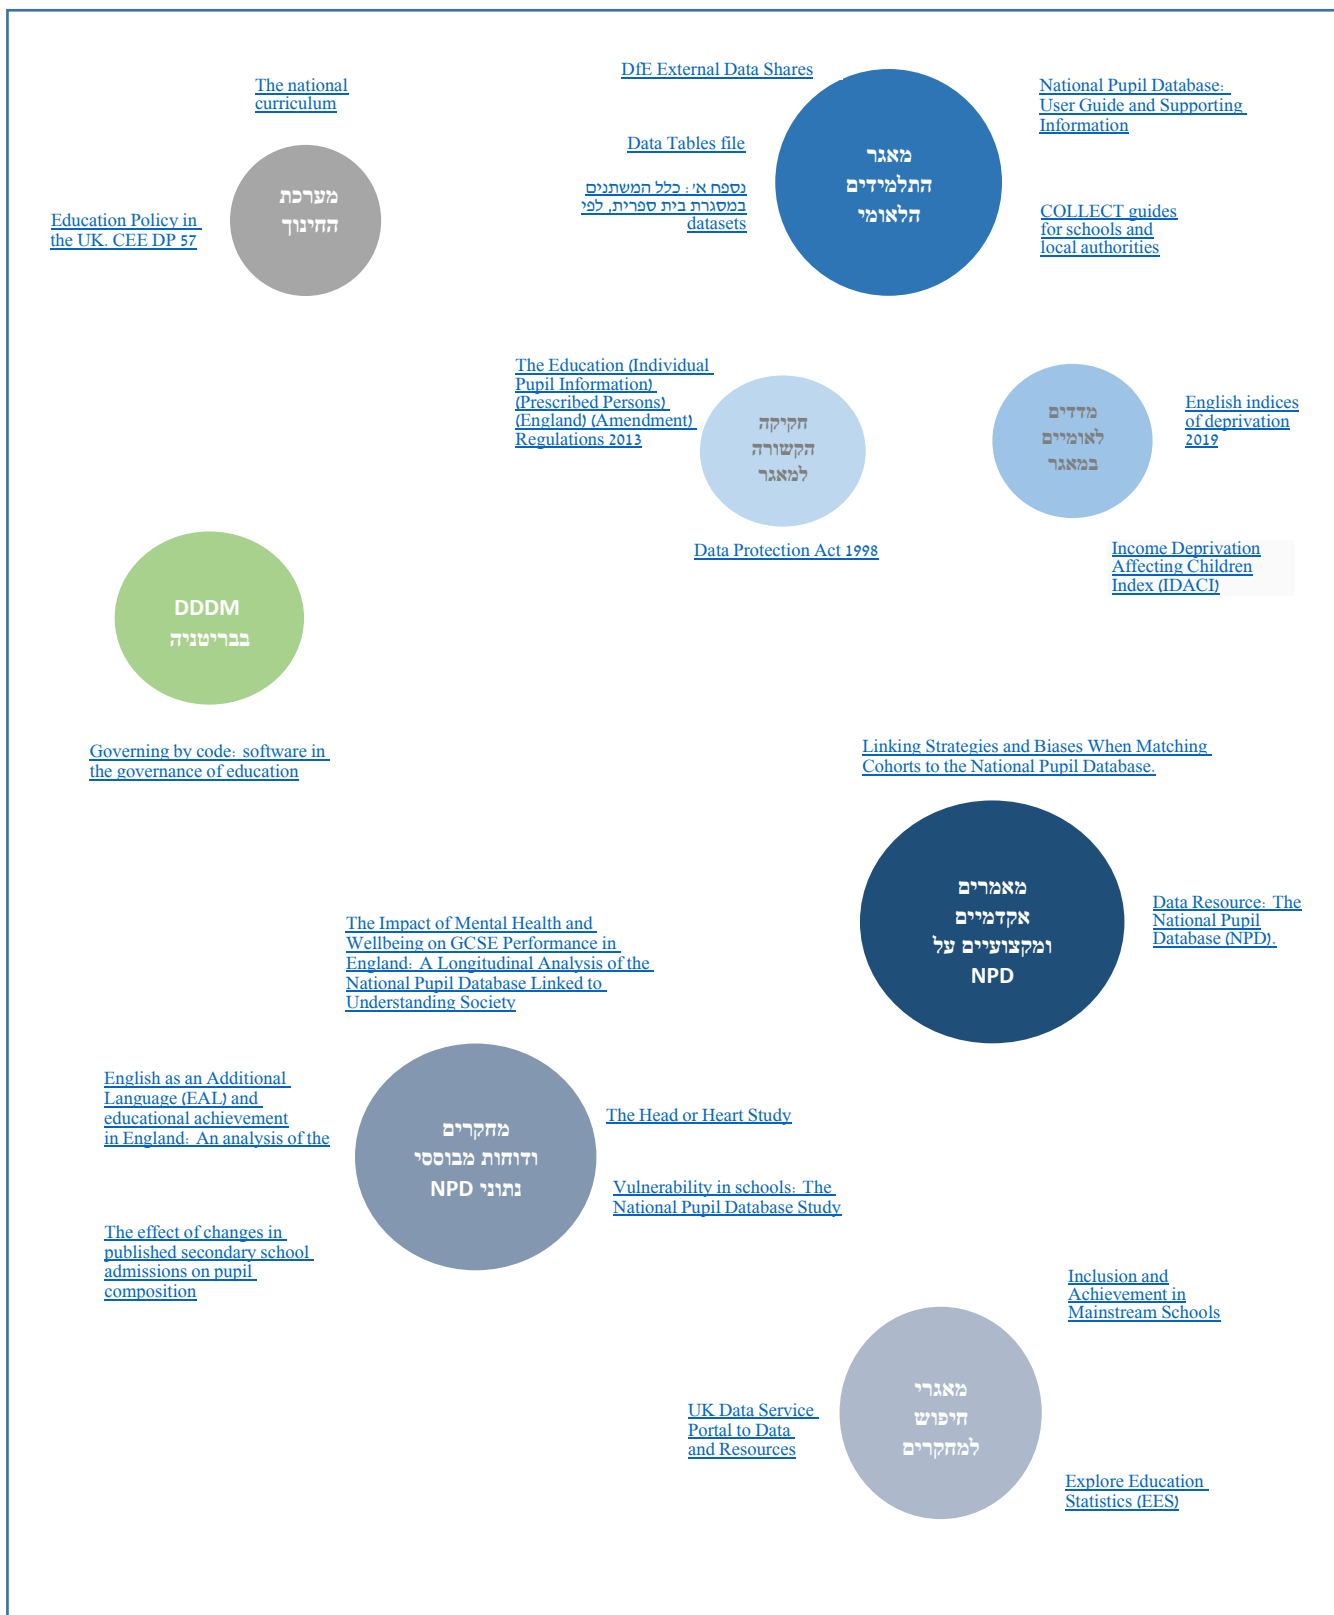 DfE External Data Shares
The national
curriculum
National Pupil Database:
User Guide and Supporting
Information
Data Tables file
מאגר
התלמידים
הלאומי
נספח א': כלל המשתנים
במסגרת בית ספרית, לפי
datasets
מערכת
החינוך
COLLECT guides
for schools and
local authorities
Education Policy in
the UK. CEE DP 57
The Education (Individual
Pupil Information)
(Prescribed Persons)
(England) (Amendment)
Regulations 2013
חקיקה
הקשורה
למאגר
מדדים
לאומיים
במאגר
English indices
of deprivation
2019
Data Protection Act 1998
Income Deprivation
Affecting Children
Index (IDACI)
DDDM
בבריטניה
Governing by code: software in
the governance of education
Linking Strategies and Biases When Matching
Cohorts to the National Pupil Database.
מאמרים
אקדמיים
ומקצועיים על
NPD
Data Resource: The
National Pupil
Database (NPD).
The Impact of Mental Health and
Wellbeing on GCSE Performance in
England: A Longitudinal Analysis of the
National Pupil Database Linked to
Understanding Society
English as an Additional
Language (EAL) and
educational achievement
in England: An analysis of the
מחקרים
ודוחות מבוססי
נתוני NPD
The Head or Heart Study
Vulnerability in schools: The
National Pupil Database Study
The effect of changes in
published secondary school
admissions on pupil
composition
Inclusion and
Achievement in
Mainstream Schools
מאגרי
חיפוש
למחקרים
UK Data Service
Portal to Data
and Resources
Explore Education
Statistics (EES)